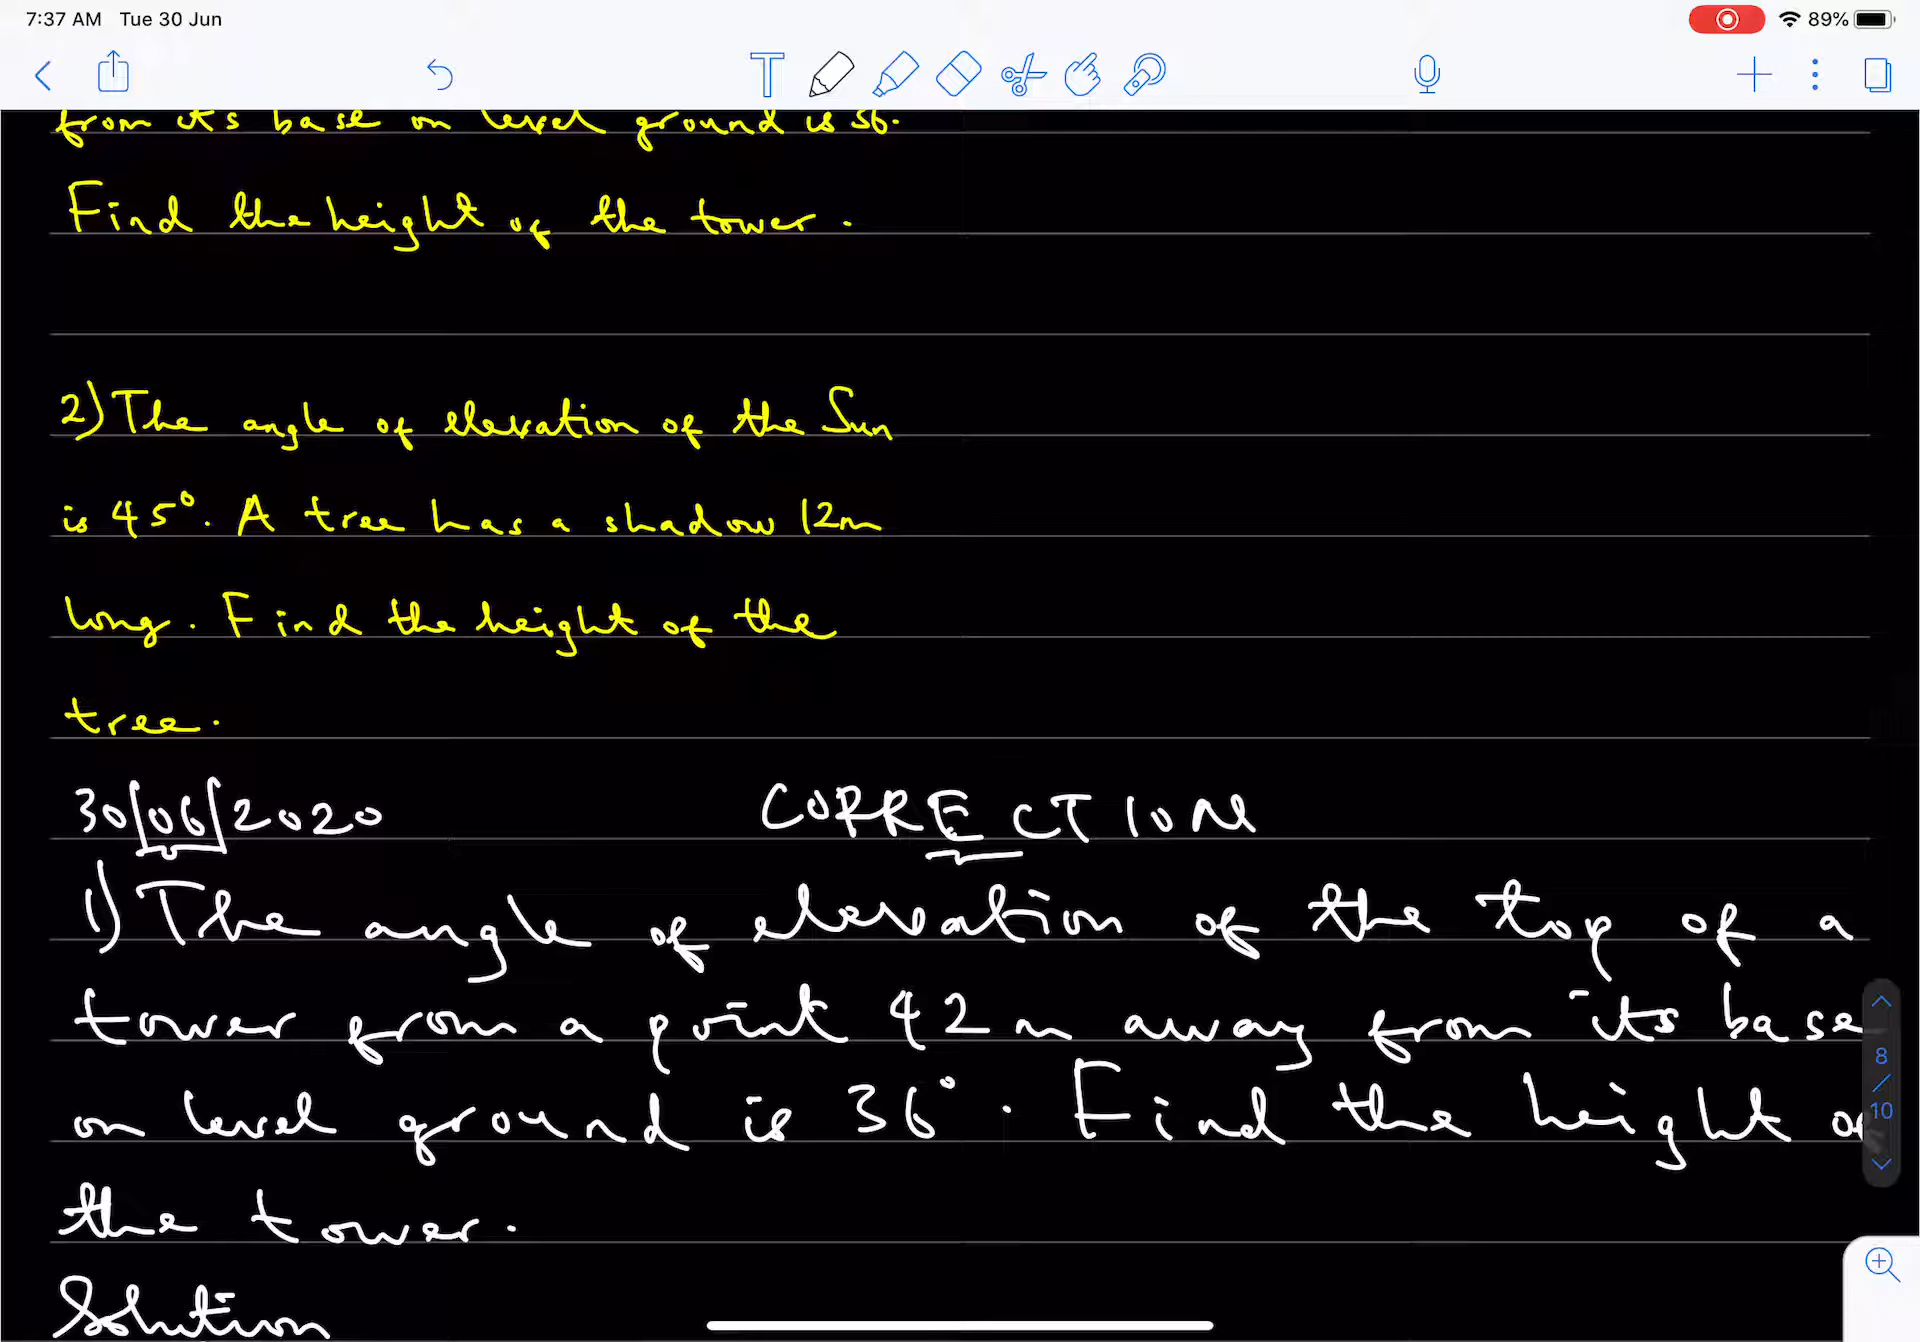 7:37 AM Tue 30 Jun
89%
from its base on level ground is 36.
Find the height of the tower.
2) The angle of elevation of the Sun
is 45°. A tree has a shadow 12m
long. Find the height of the
tree.
30/06/2020 CORRECTION
1) The angle of elevation of the top of a
tower from a point 42 m away from its base
on level ground is 36°. Find the height of
the tower.
Solution
8
/
10